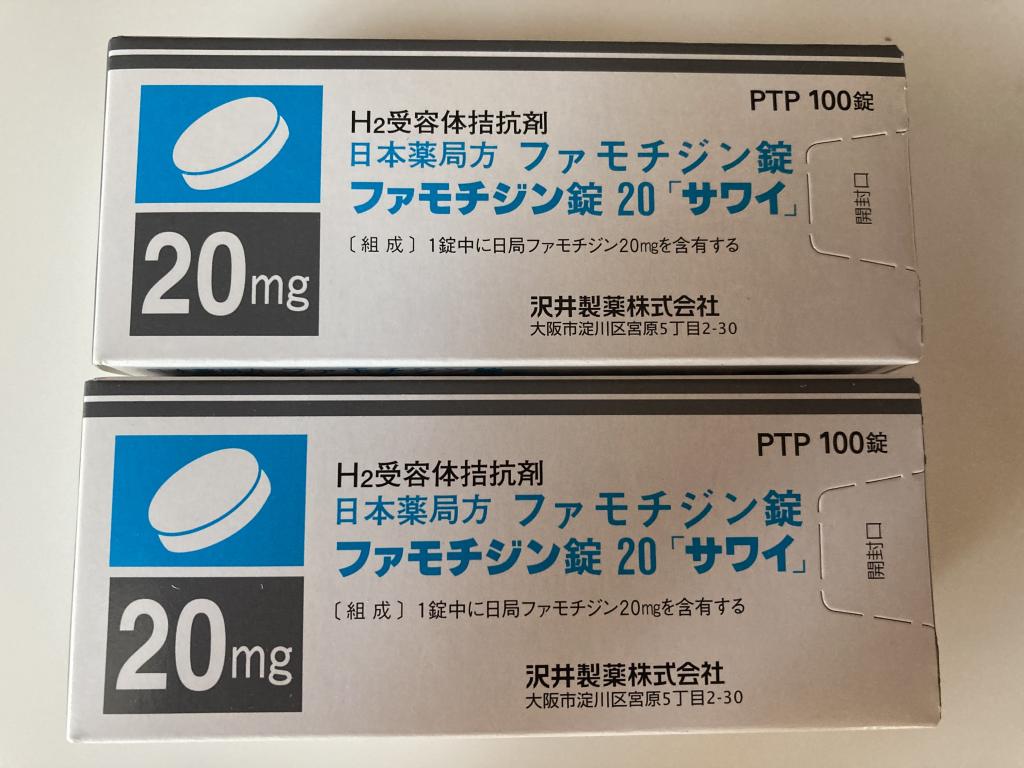 PTP 100錠
H2受容体拮抗剤
日本薬局方 ファモチジン錠
ファモチジン錠 20「サワイ」
〔組成〕1錠中に日局ファモチジン20mgを含有する
20mg
開封口
沢井製薬株式会社
大阪市淀川区宮原5丁目2-30
PTP 100錠
H2受容体拮抗剤
日本薬局方 ファモチジン錠
ファモチジン錠 20「サワイ」
〔組成〕1錠中に日局ファモチジン20mgを含有する
20mg
開封口
沢井製薬株式会社
大阪市淀川区宮原5丁目2-30